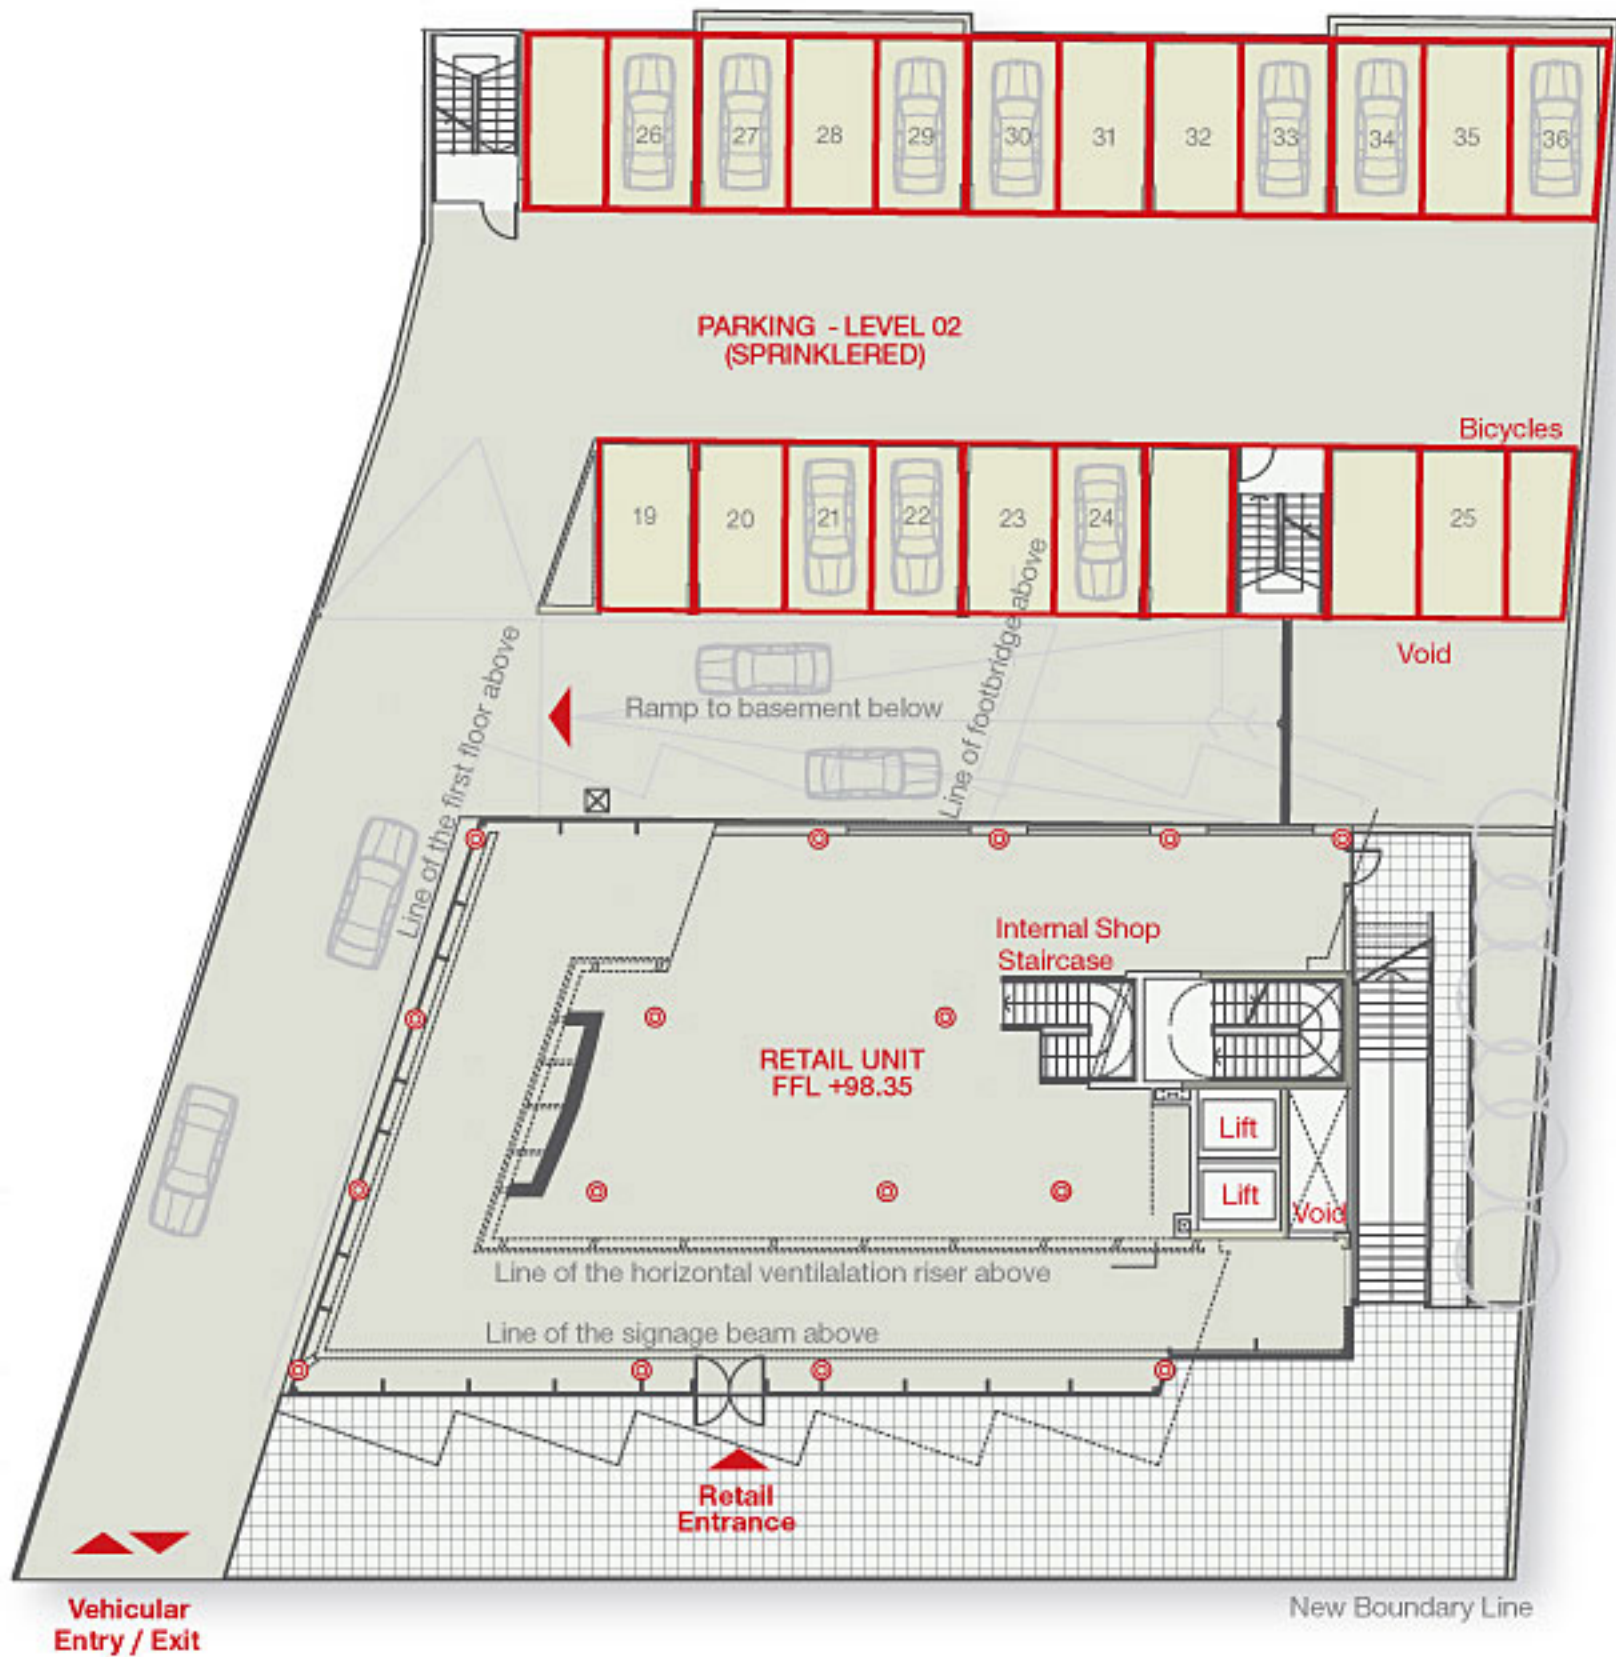 26 27 28 29 30 31 32 33 34 35 36
PARKING - LEVEL 02
(SPRINKLERED)
Bicycles
19 20 21 22 23 24 25
Void
Line of the first floor above
Ramp to basement below
Line of footbridge above
Internal Shop
Staircase
RETAIL UNIT
FFL +98.35
Lift
Lift
Void
Line of the horizontal ventilalation riser above
Line of the signage beam above
Retail
Entrance
Vehicular
Entry / Exit
New Boundary Line